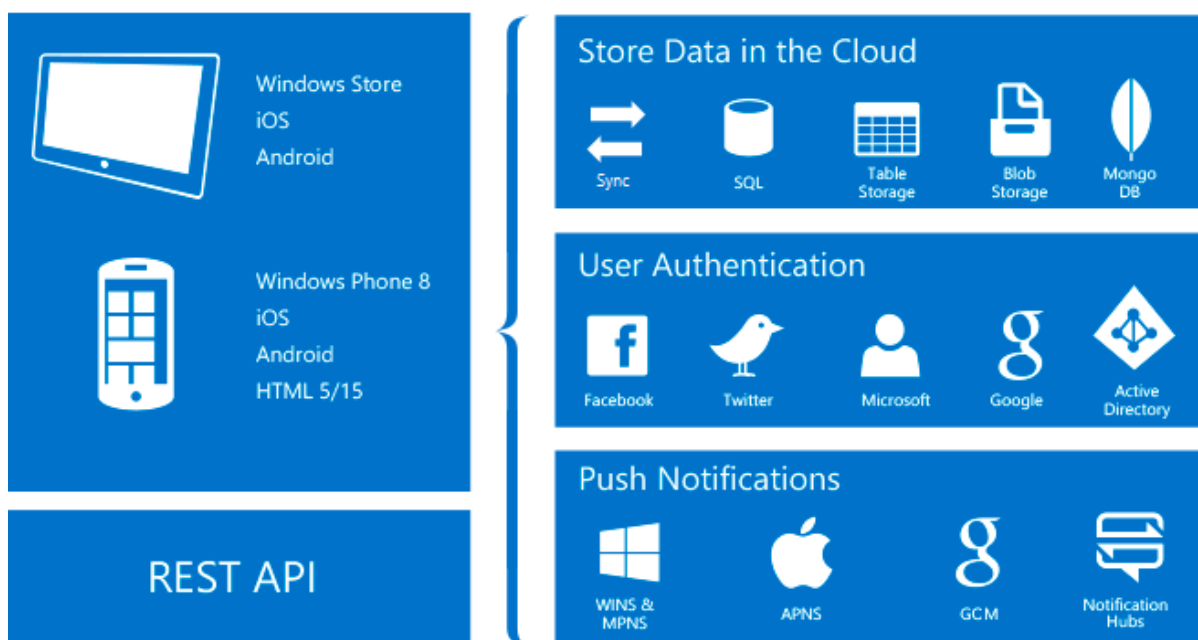 Windows Store
iOS
Android
Windows Phone 8
iOS
Android
HTML 5/15
REST API
Store Data in the Cloud
Sync
SQL
Table
Storage
Blob
Storage
Mongo
DB
User Authentication
Facebook
Twitter
Microsoft
Google
Active
Directory
Push Notifications
WINS &
MPNS
APNS
GCM
Notification
Hubs